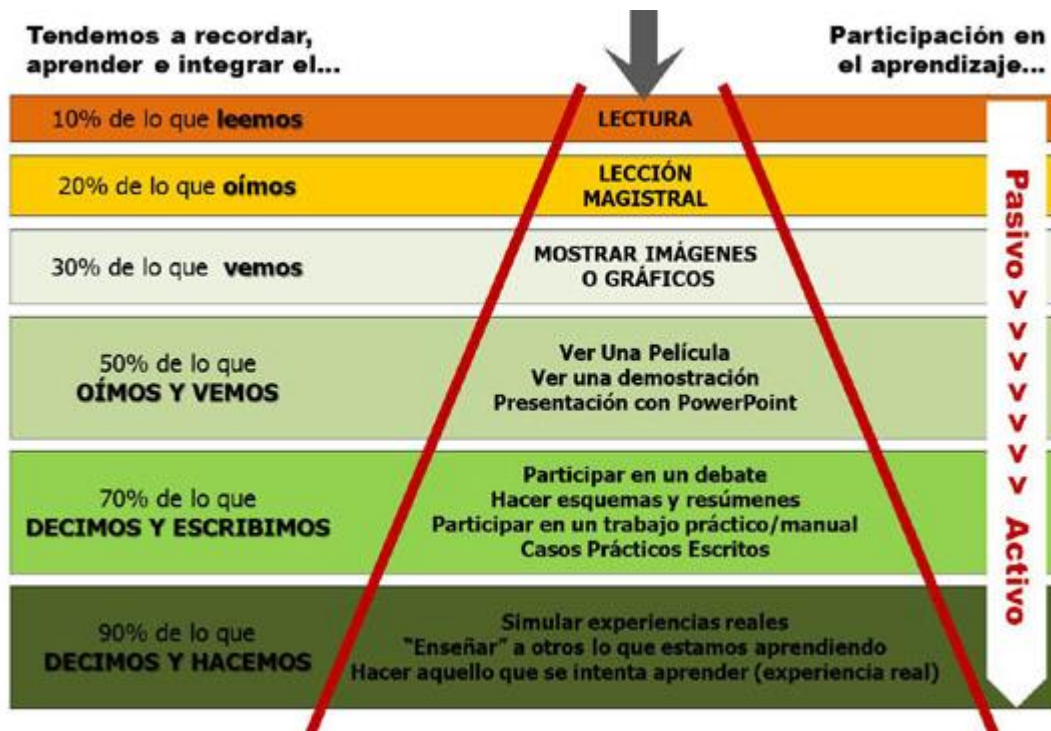 Tendemos a recordar,
aprender e integrar el...
Participación en
el aprendizaje...
10% de lo que leemos
LECTURA
20% de lo que oímos
LECCIÓN
MAGISTRAL
30% de lo que vemos
MOSTRAR IMÁGENES
O GRÁFICOS
50% de lo que
OÍMOS Y VEMOS
Ver Una Película
Ver una demostración
Presentación con PowerPoint
70% de lo que
DECIMOS Y ESCRIBIMOS
Participar en un debate
Hacer esquemas y resúmenes
Participar en un trabajo práctico/manual
Casos Prácticos Escritos
90% de lo que
DECIMOS Y HACEMOS
Simular experiencias reales
"Enseñar" a otros lo que estamos aprendiendo
Hacer aquello que se intenta aprender (experiencia real)
Pasivo > > > > > > > > Activo